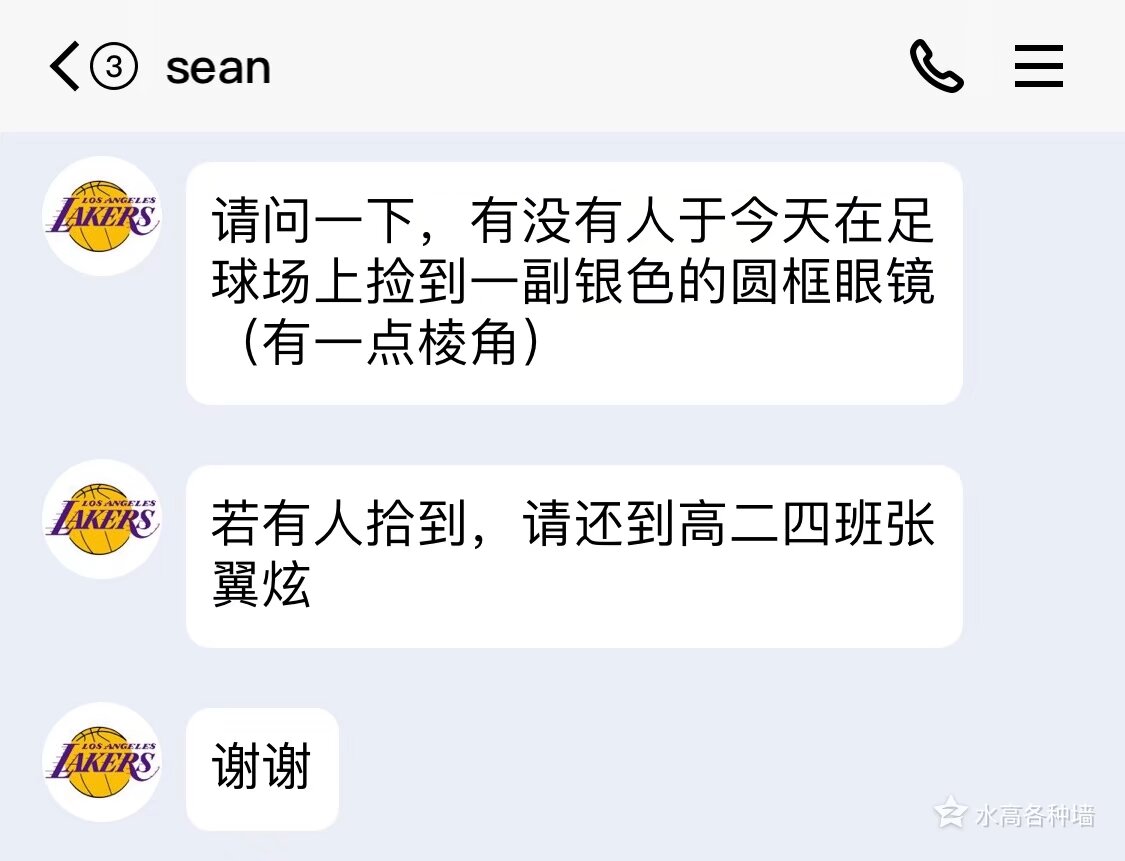 3 sean
LOS ANGELES
LAKERS
请问一下，有没有人于今天在足
球场上捡到一副银色的圆框眼镜
（有一点棱角）
LOS ANGELES
LAKERS
若有人拾到，请还到高二四班张
翼炫
LOS ANGELES
LAKERS
谢谢
水高各种墙